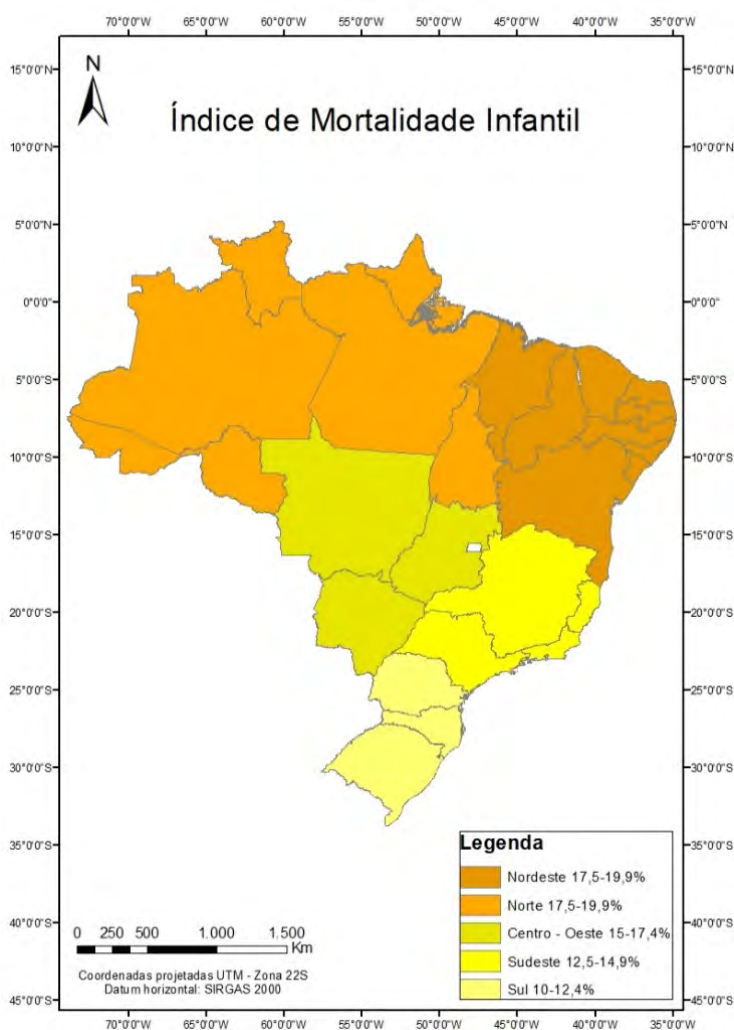 70°0'0"W 65°0'0"W 60°0'0"W 55°0'0"W 50°0'0"W 45°0'0"W 40°0'0"W 35°0'0"W
N
Índice de Mortalidade Infantil
15°0'0"N 15°0'0"N
10°0'0"N 10°0'0"N
5°0'0"N 5°0'0"N
0°0'0" 0°0'0"
5°0'0"S 5°0'0"S
10°0'0"S 10°0'0"S
15°0'0"S 15°0'0"S
20°0'0"S 20°0'0"S
25°0'0"S 25°0'0"S
30°0'0"S 30°0'0"S
35°0'0"S 35°0'0"S
40°0'0"S 40°0'0"S
45°0'0"S 45°0'0"S
Legenda
Nordeste 17,5-19,9%
Norte 17,5-19,9%
Centro - Oeste 15-17,4%
Sudeste 12,5-14,9%
Sul 10-12,4%
0 250 500 1.000 1.500
Km
Coordenadas projetadas UTM - Zona 22S
Datum horizontal: SIRGAS 2000
70°0'0"W 65°0'0"W 60°0'0"W 55°0'0"W 50°0'0"W 45°0'0"W 40°0'0"W 35°0'0"W